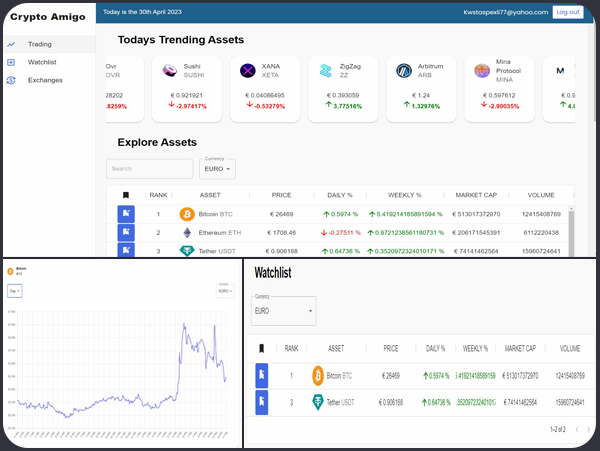 Crypto Amigo
Today is the 30th April 2023
Kwstaspexll77@yahoo.com
Log out
Trading
Watchlist
Exchanges
Todays Trending Assets
Ovr
OVR
28202
.8259%
Sushi
SUSHI
€ 0.921921
-2.97417%
XANA
XETA
€ 0.04086495
-0.53279%
ZigZag
ZZ
€ 0.393059
3.77516%
Arbitrum
ARB
€ 1.24
1.32976%
Mina
Protocol
MINA
€ 0.597612
-2.90035%
M
€ 0.5
4.0
Explore Assets
Search
Currency
EURO
RANK ASSET PRICE DAILY % WEEKLY % MARKET CAP VOLUME
1 Bitcoin BTC € 26469 0.5974 % 5.419214185891594 % € 513017372970 12415408769
2 Ethereum ETH € 1708.46 -0.27511 % 0.9721238561180731 % € 206171545391 6112220438
3 Tether USDT € 0.906168 0.64736 % 0.3520972324010171 % € 74141462564 15960724641
Bitcoin
BTC
Day
EURO
Watchlist
Currency
EURO
RANK ASSET PRICE DAILY % WEEKLY % MARKET CAP VOLUME
1 Bitcoin BTC € 26469 0.5974 % 5.41921418589159 € 513017372970 12415408769
3 Tether USDT € 0.906168 0.64736 % .352097232401017 € 74141462564 15960724641
1–2 of 2